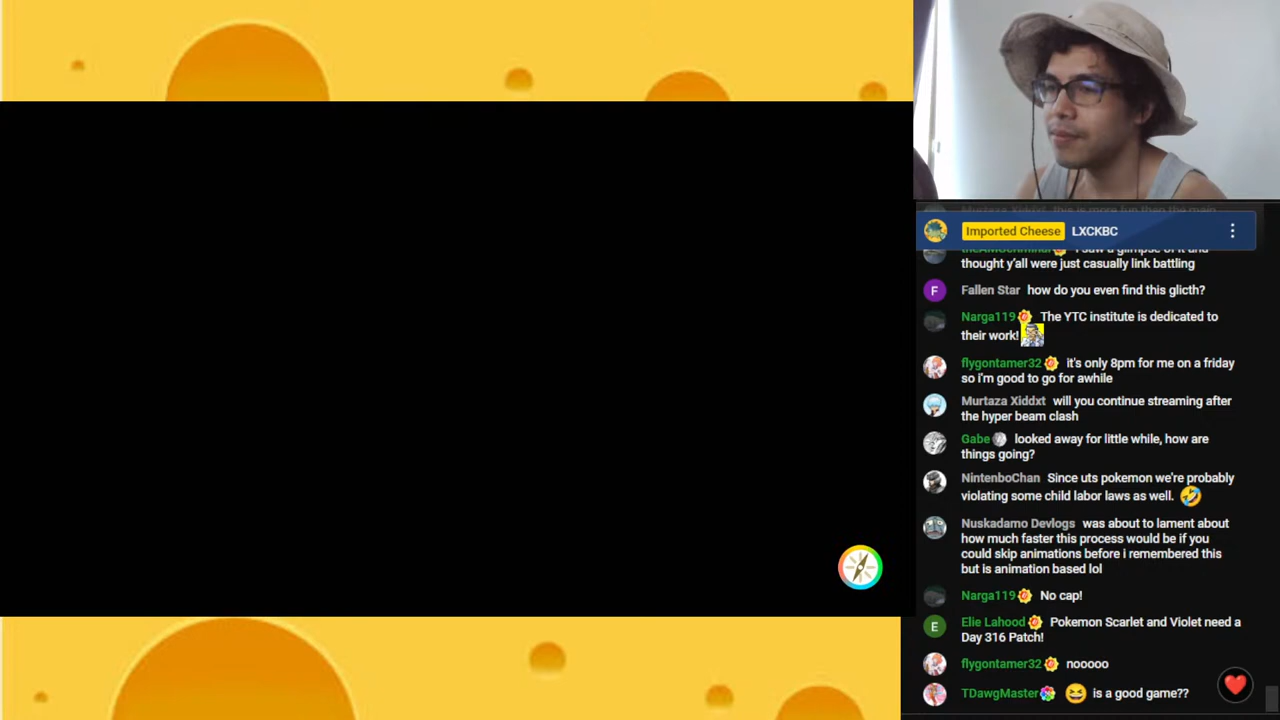 Imported Cheese LXCKBC
thought y'all were just casually link battling
Fallen Star how do you even find this glicth?
Narga119 The YTC institute is dedicated to
their work!
flygontamer32 it's only 8pm for me on a friday
so i'm good to go for awhile
Murtaza Xiddxt will you continue streaming after
the hyper beam clash
Gabe looked away for little while, how are
things going?
NintenboChan Since uts pokemon we're probably
violating some child labor laws as well.
Nuskadamo Devlogs was about to lament about
how much faster this process would be if you
could skip animations before i remembered this
but is animation based lol
Narga119 No cap!
Elie Lahood Pokemon Scarlet and Violet need a
Day 316 Patch!
flygontamer32 nooooo
TDawgMaster is a good game??
F
E